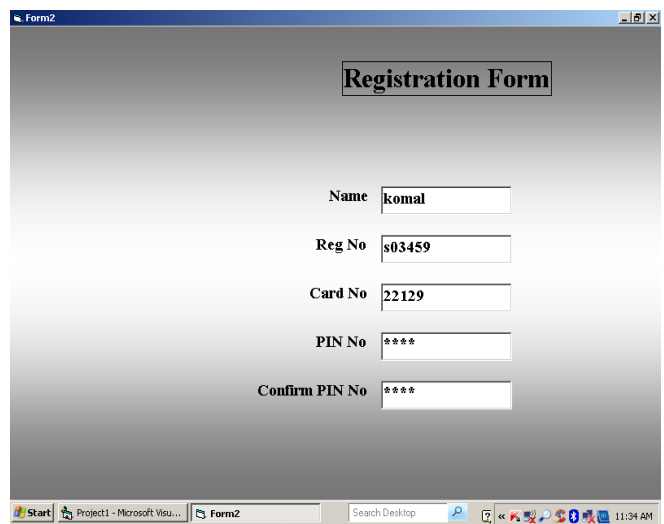 Form2
Registration Form
Name komal
Reg No s03459
Card No 22129
PIN No ****
Confirm PIN No ****
Start Project1 - Microsoft Visu... Form2 Search Desktop ? « 11:34 AM